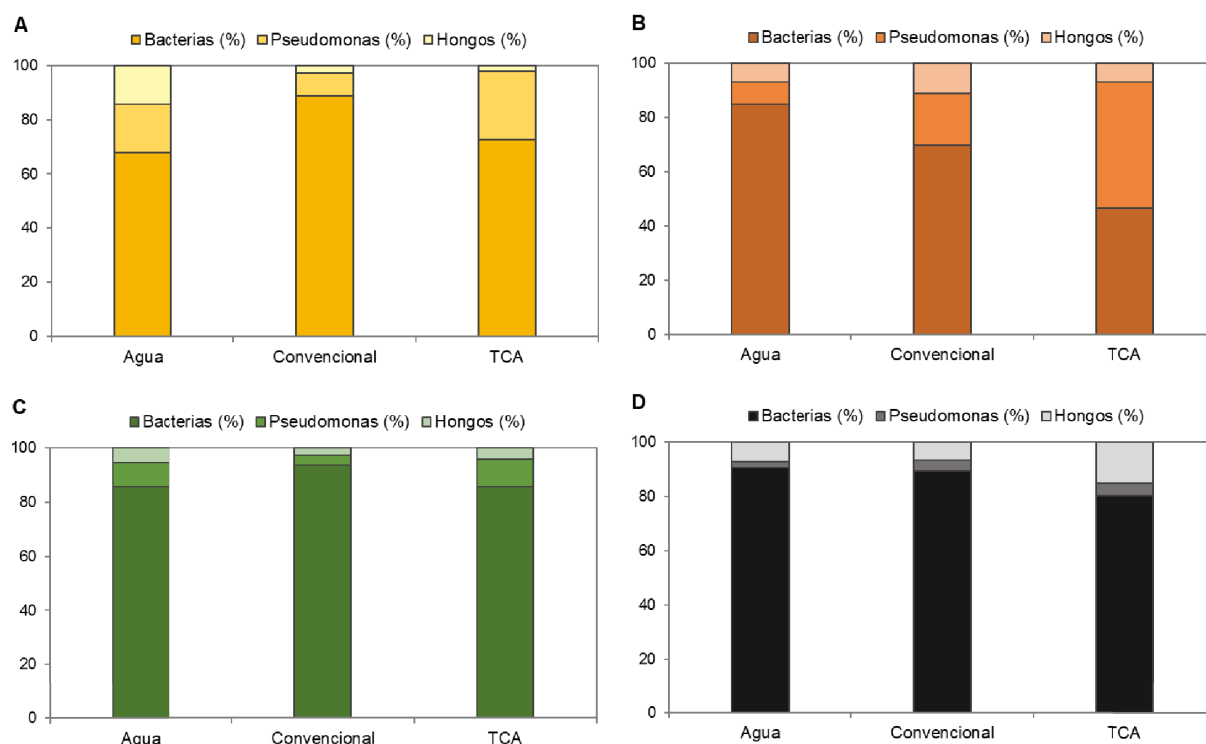 A
Bacterias (%) Pseudomonas (%) Hongos (%)
100
80
60
40
20
0
Agua Convencional TCA
B
Bacterias (%) Pseudomonas (%) Hongos (%)
100
80
60
40
20
0
Agua Convencional TCA
C
Bacterias (%) Pseudomonas (%) Hongos (%)
100
80
60
40
20
0
Agua Convencional TCA
D
Bacterias (%) Pseudomonas (%) Hongos (%)
100
80
60
40
20
0
Agua Convencional TCA